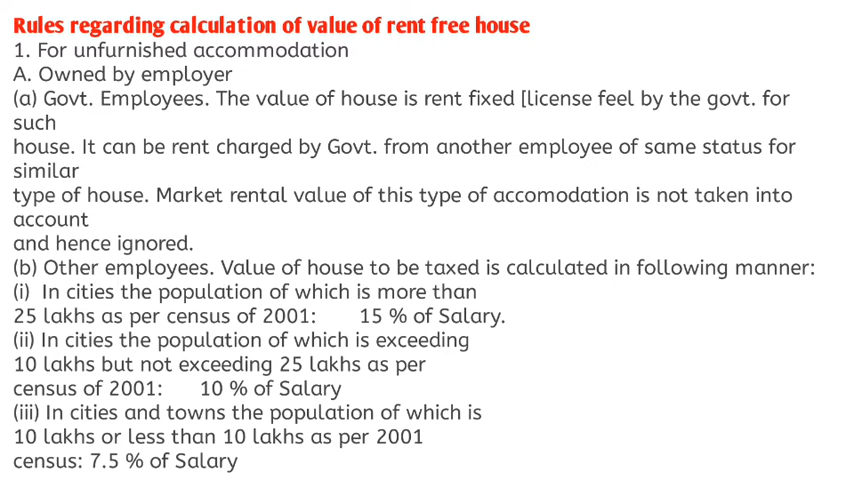 Rules regarding calculation of value of rent free house
1. For unfurnished accommodation
A. Owned by employer
(a) Govt. Employees. The value of house is rent fixed [license feel by the govt. for
such
house. It can be rent charged by Govt. from another employee of same status for
similar
type of house. Market rental value of this type of accomodation is not taken into
account
and hence ignored.
(b) Other employees. Value of house to be taxed is calculated in following manner:
(i) In cities the population of which is more than
25 lakhs as per census of 2001: 15 % of Salary.
(ii) In cities the population of which is exceeding
10 lakhs but not exceeding 25 lakhs as per
census of 2001: 10 % of Salary
(iii) In cities and towns the population of which is
10 lakhs or less than 10 lakhs as per 2001
census: 7.5 % of Salary